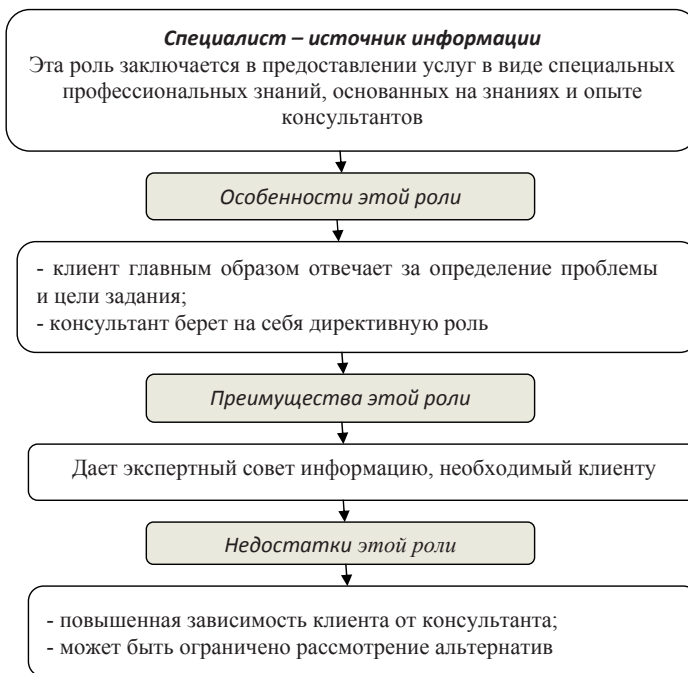 Специалист – источник информации
Эта роль заключается в предоставлении услуг в виде специальных
профессиональных знаний, основанных на знаниях и опыте
консультантов
Особенности этой роли
- клиент главным образом отвечает за определение проблемы
и цели задания;
- консультант берет на себя директивную роль
Преимущества этой роли
Дает экспертный совет информацию, необходимый клиенту
Недостатки этой роли
- повышенная зависимость клиента от консультанта;
- может быть ограничено рассмотрение альтернатив